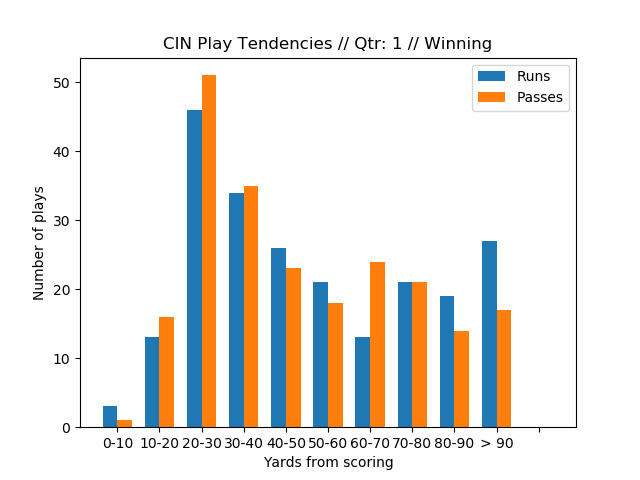 CIN Play Tendencies // Qtr: 1 // Winning
Runs
Passes
Number of plays
50
40
30
20
10
0
0-10 10-20 20-30 30-40 40-50 50-60 60-70 70-80 80-90 > 90
Yards from scoring